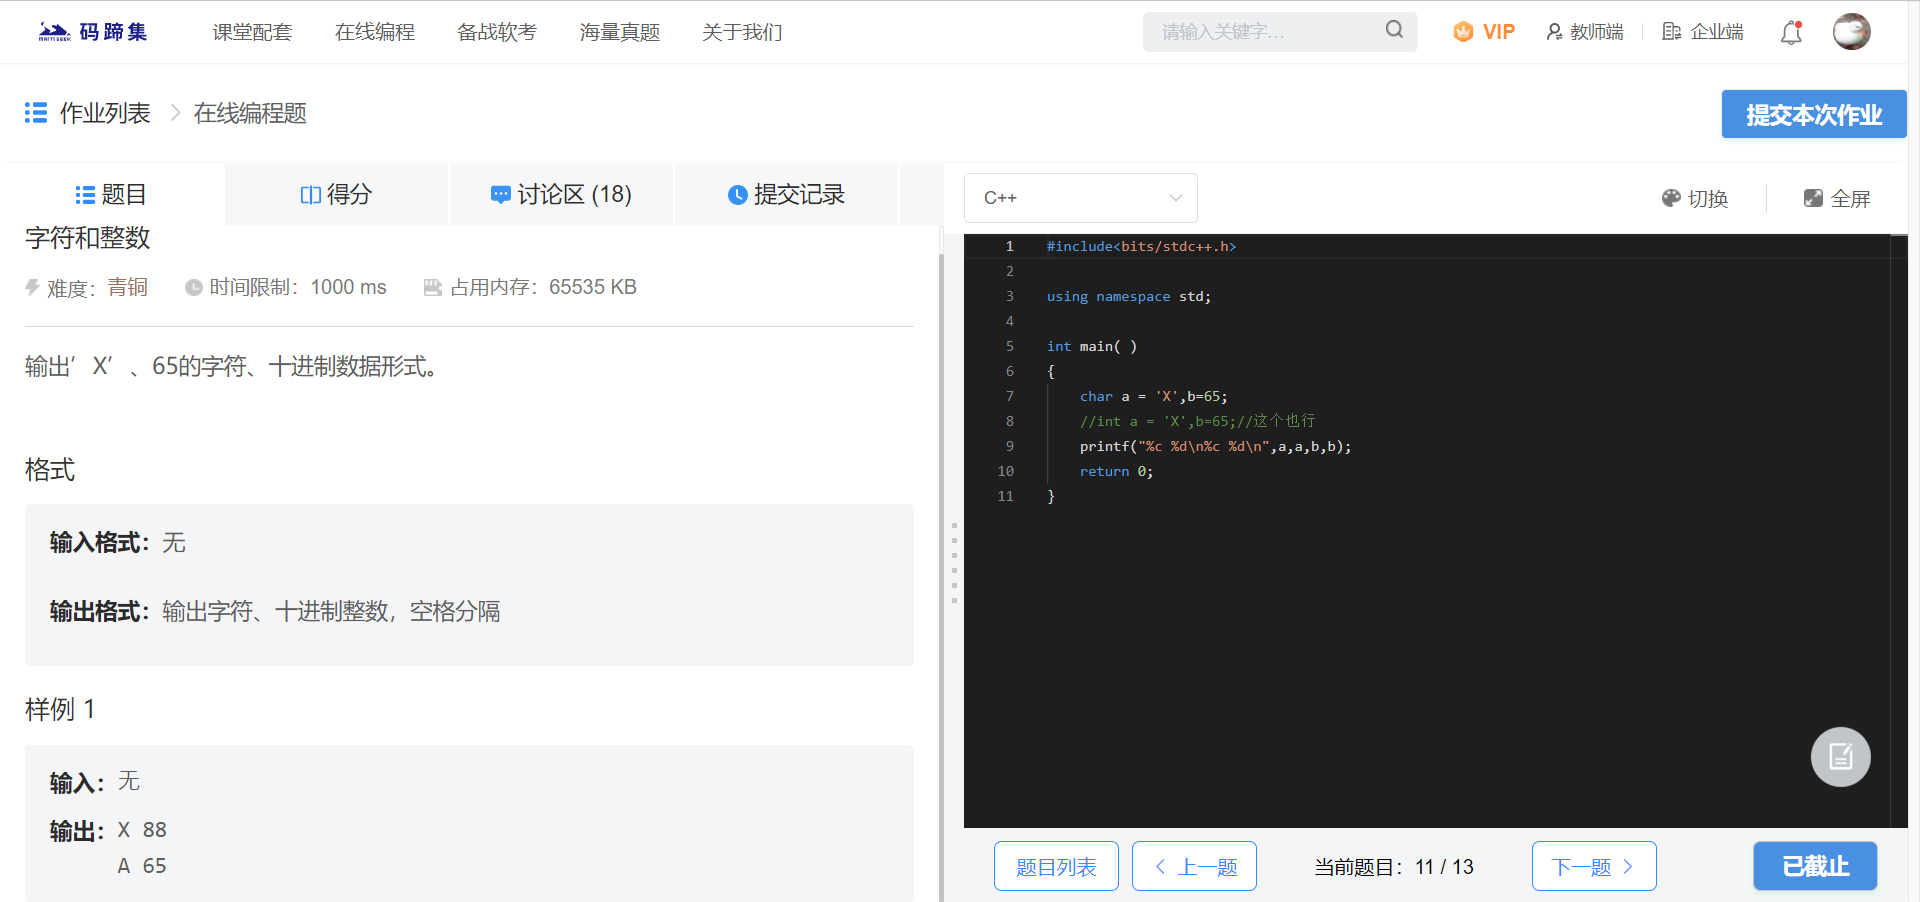 MAITI GEEK 码蹄集 课堂配套 在线编程 备战软考 海量真题 关于我们 请输入关键字... VIP 教师端 企业端
作业列表 > 在线编程题 提交本次作业
题目 得分 讨论区 (18) 提交记录
字符和整数
难度：青铜 时间限制：1000 ms 占用内存：65535 KB
输出’X’、65的字符、十进制数据形式。
格式
输入格式：无
输出格式：输出字符、十进制整数，空格分隔
样例 1
输入：无
输出：X 88
A 65
C++ 切换 全屏
1 #include<bits/stdc++.h>
2
3 using namespace std;
4
5 int main( )
6 {
7 char a = 'X',b=65;
8 //int a = 'X',b=65;//这个也行
9 printf("%c %d\n%c %d\n",a,a,b,b);
10 return 0;
11 }
题目列表 < 上一题 当前题目：11 / 13 下一题 > 已截止